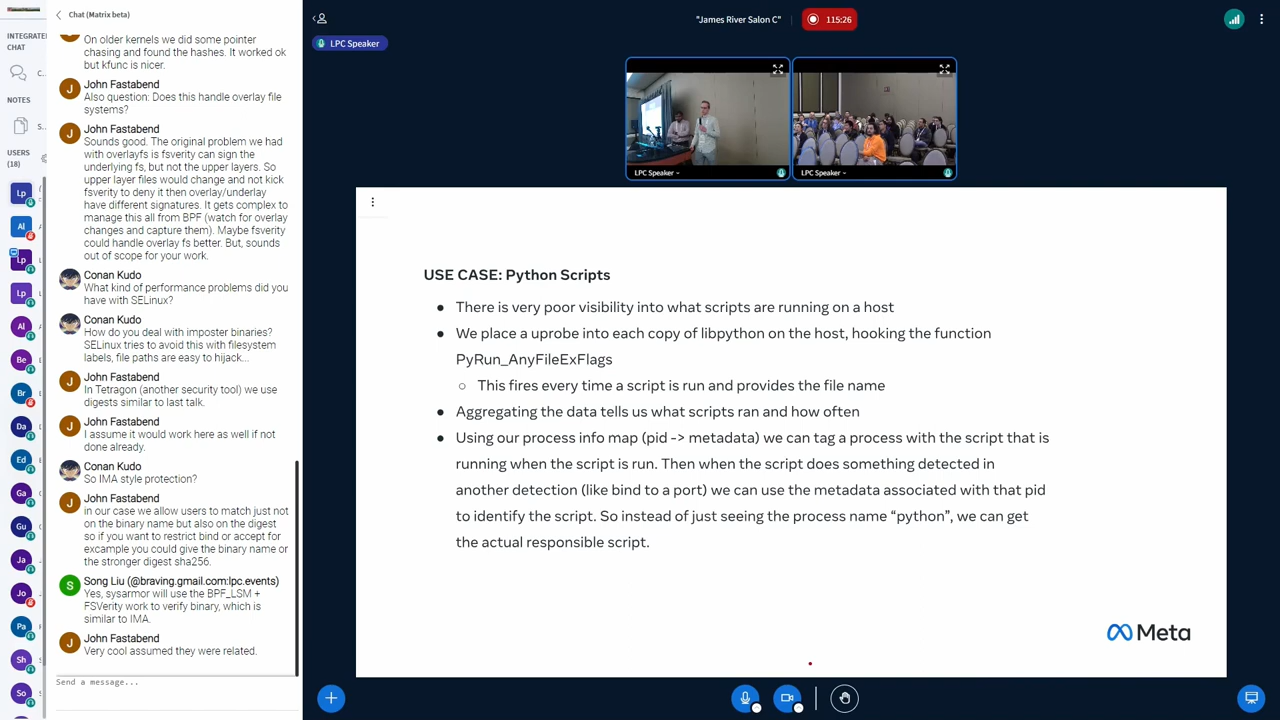 INTEGRATE
CHAT
C...
NOTES
S...
USERS
(18)
Lp
Al
Lp
Lp
Al
Be
Br
Da
Ed
Ga
Gu
Ja
Jo
Pa
Sh
So
Chat (Matrix beta)
On older kernels we did some pointer
chasing and found the hashes. It worked ok
but kfunc is nicer.
J
John Fastabend
Also question: Does this handle overlay file
systems?
J
John Fastabend
Sounds good. The original problem we had
with overlayfs is fsverity can sign the
underlying fs, but not the upper layers. So
upper layer files would change and not kick
fsverity to deny it then overlay/underlay
have different signatures. It gets complex to
manage this all from BPF (watch for overlay
changes and capture them). Maybe fsverity
could handle overlay fs better. But, sounds
out of scope for your work.
Conan Kudo
What kind of performance problems did you
have with SELinux?
Conan Kudo
How do you deal with imposter binaries?
SELinux tries to avoid this with filesystem
labels, file paths are easy to hijack...
J
John Fastabend
In Tetragon (another security tool) we use
digests similar to last talk.
J
John Fastabend
I assume it would work here as well if not
done already.
Conan Kudo
So IMA style protection?
J
John Fastabend
in our case we allow users to match just not
on the binary name but also on the digest
so if you want to restrict bind or accept for
excample you could give the binary name or
the stronger digest sha256.
S
Song Liu (@braving.gmail.com:lpc.events)
Yes, sysarmor will use the BPF_LSM +
FSVerity work to verify binary, which is
similar to IMA.
J
John Fastabend
Very cool assumed they were related.
Send a message...
"James River Salon C"
115:26
LPC Speaker
LPC Speaker
LPC Speaker
USE CASE: Python Scripts
● There is very poor visibility into what scripts are running on a host
● We place a uprobe into each copy of libpython on the host, hooking the function
PyRun_AnyFileExFlags
○ This fires every time a script is run and provides the file name
● Aggregating the data tells us what scripts ran and how often
● Using our process info map (pid -> metadata) we can tag a process with the script that is
running when the script is run. Then when the script does something detected in
another detection (like bind to a port) we can use the metadata associated with that pid
to identify the script. So instead of just seeing the process name “python”, we can get
the actual responsible script.
Meta